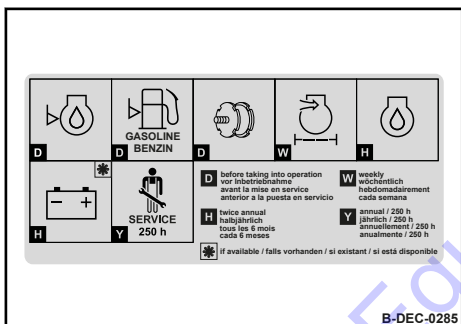 D
GASOLINE
BENZIN
D
D
W
H
H
SERVICE
250 h
Y
D before taking into operation
vor Inbetriebnahme
avant la mise en service
anterior a la puesta en servicio
W weekly
wöchentlich
hebdomadairement
cada semana
H twice annual
halbjährlich
tous les 6 mois
cada 6 meses
Y annual / 250 h
jährlich / 250 h
annuellement / 250 h
anualmente / 250 h
if available / falls vorhanden / si existant / si está disponible
B-DEC-0285